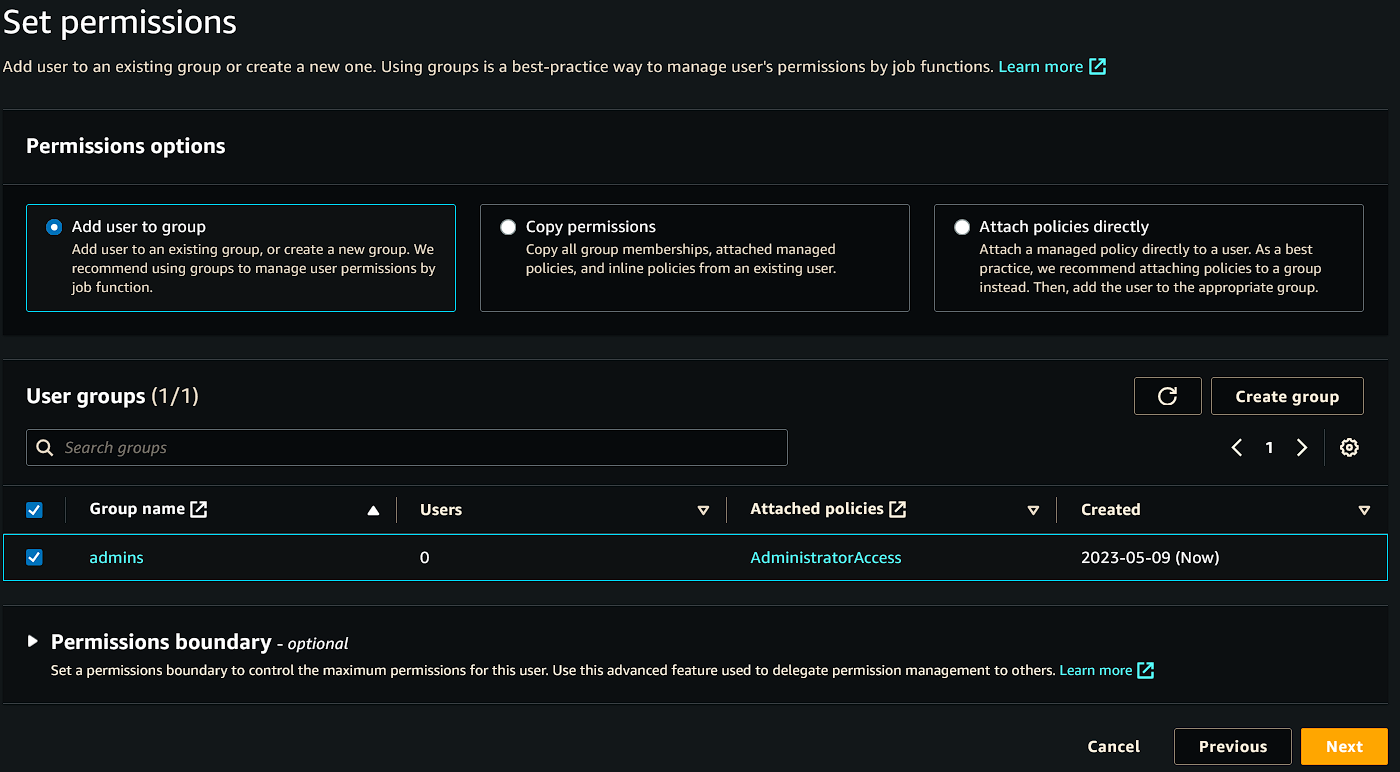 Set permissions
Add user to an existing group or create a new one. Using groups is a best-practice way to manage user's permissions by job functions. Learn more
Permissions options
Add user to group
Add user to an existing group, or create a new group. We
recommend using groups to manage user permissions by
job function.
Copy permissions
Copy all group memberships, attached managed
policies, and inline policies from an existing user.
Attach policies directly
Attach a managed policy directly to a user. As a best
practice, we recommend attaching policies to a group
instead. Then, add the user to the appropriate group.
User groups (1/1)
Create group
Search groups
1
Group name Users Attached policies Created
admins 0 AdministratorAccess 2023-05-09 (Now)
Permissions boundary - optional
Set a permissions boundary to control the maximum permissions for this user. Use this advanced feature used to delegate permission management to others. Learn more
Cancel Previous Next